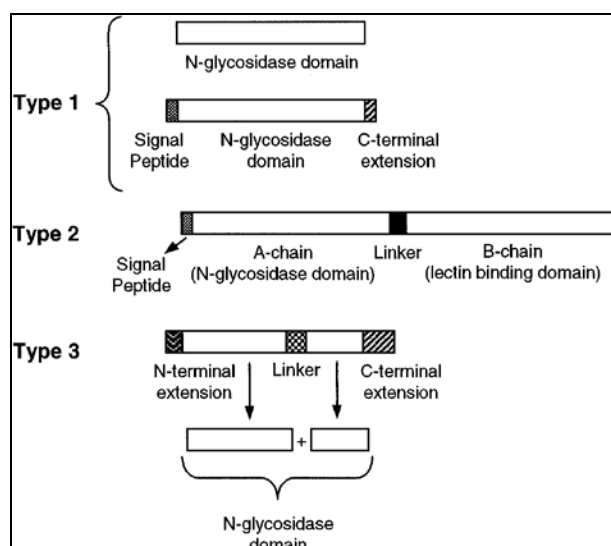 N-glycosidase domain
Type 1
Signal Peptide
N-glycosidase domain
C-terminal extension
Type 2
Signal Peptide
A-chain (N-glycosidase domain)
Linker
B-chain (lectin binding domain)
Type 3
N-terminal extension
Linker
C-terminal extension
+
N-glycosidase
domain